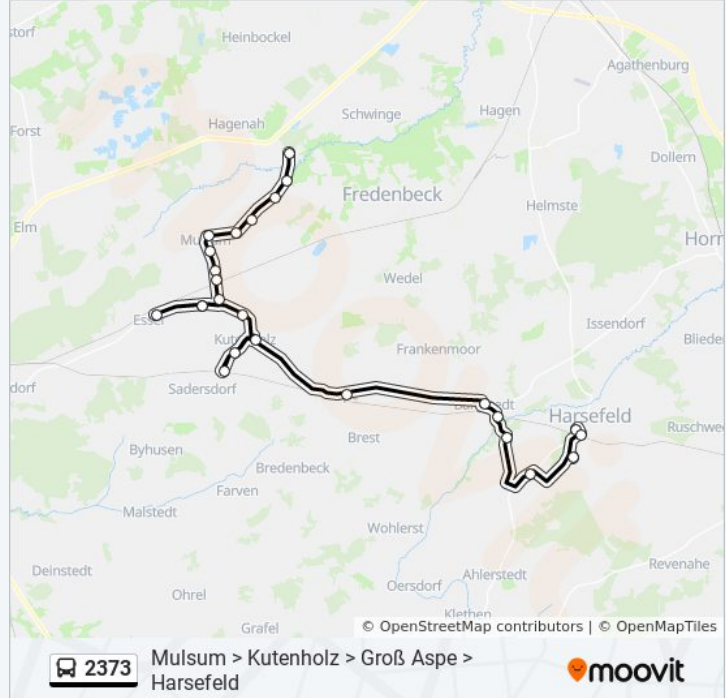 storf
Heinbockel
Agathenburg
Schwinge
Hagen
Hagenah
Forst
Dollern
Fredenbeck
Helmste
Elm
Horn
Wedel
Issendorf
Frankenmoor
dorf
Sadersdorf
Harsefeld
Ruschwe
Brest
Byhusen
Bredenbeck
Farven
Malstedt
Wohlerst
Deinstedt
Ahlerstedt
Revenahe
Oersdorf
Ohrel
Klethen
Grafel
© OpenStreetMap contributors | © OpenMapTiles
2373
Mulsum > Kutenholz > Groß Aspe >
Harsefeld
moovit